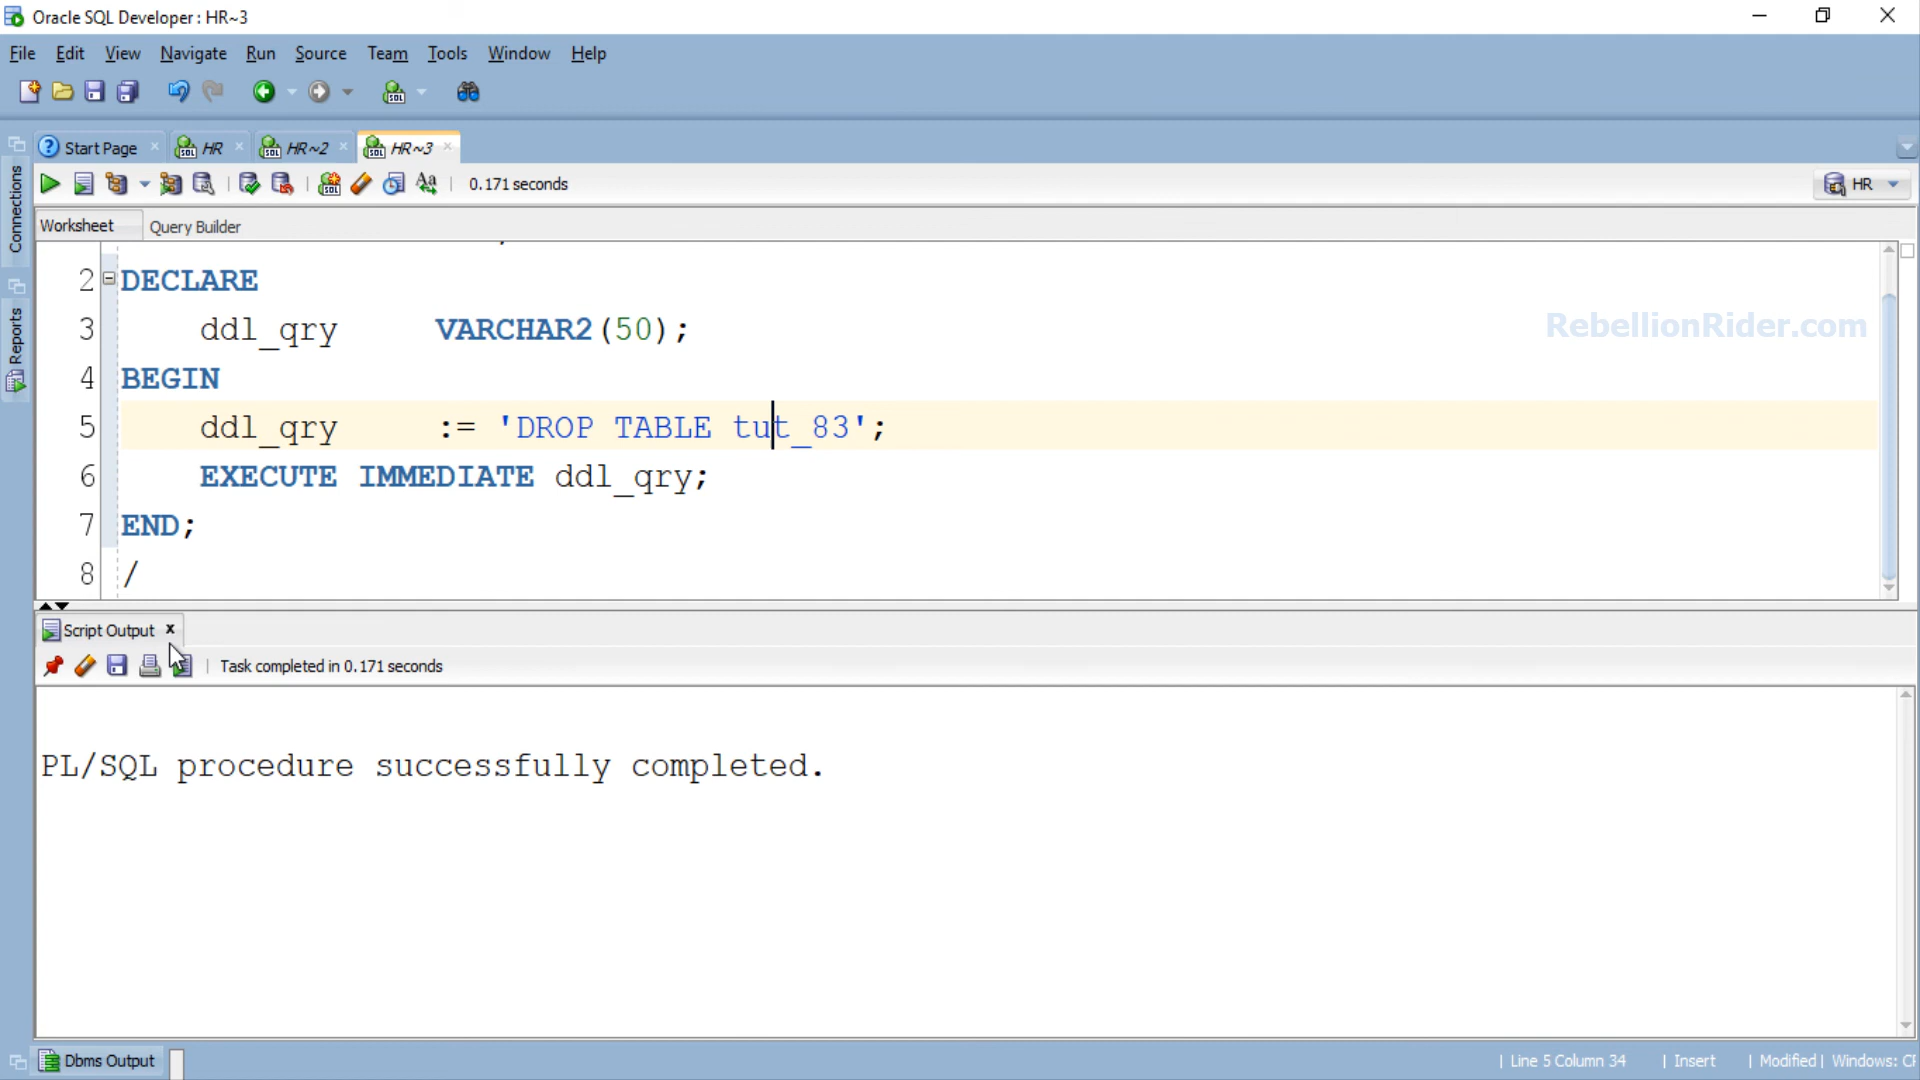 Oracle SQL Developer : HR~3
File Edit View Navigate Run Source Team Tools Window Help
Start Page HR HR~2 HR~3
0.171 seconds
HR
Connections
Reports
Worksheet Query Builder
2 DECLARE
3 ddl_qry VARCHAR2(50);
RebellionRider.com
4 BEGIN
5 ddl_qry := 'DROP TABLE tut_83';
6 EXECUTE IMMEDIATE ddl_qry;
7 END;
8 /
Script Output
Task completed in 0.171 seconds
PL/SQL procedure successfully completed.
Dbms Output
Line 5 Column 34 | Insert | Modified | Windows: